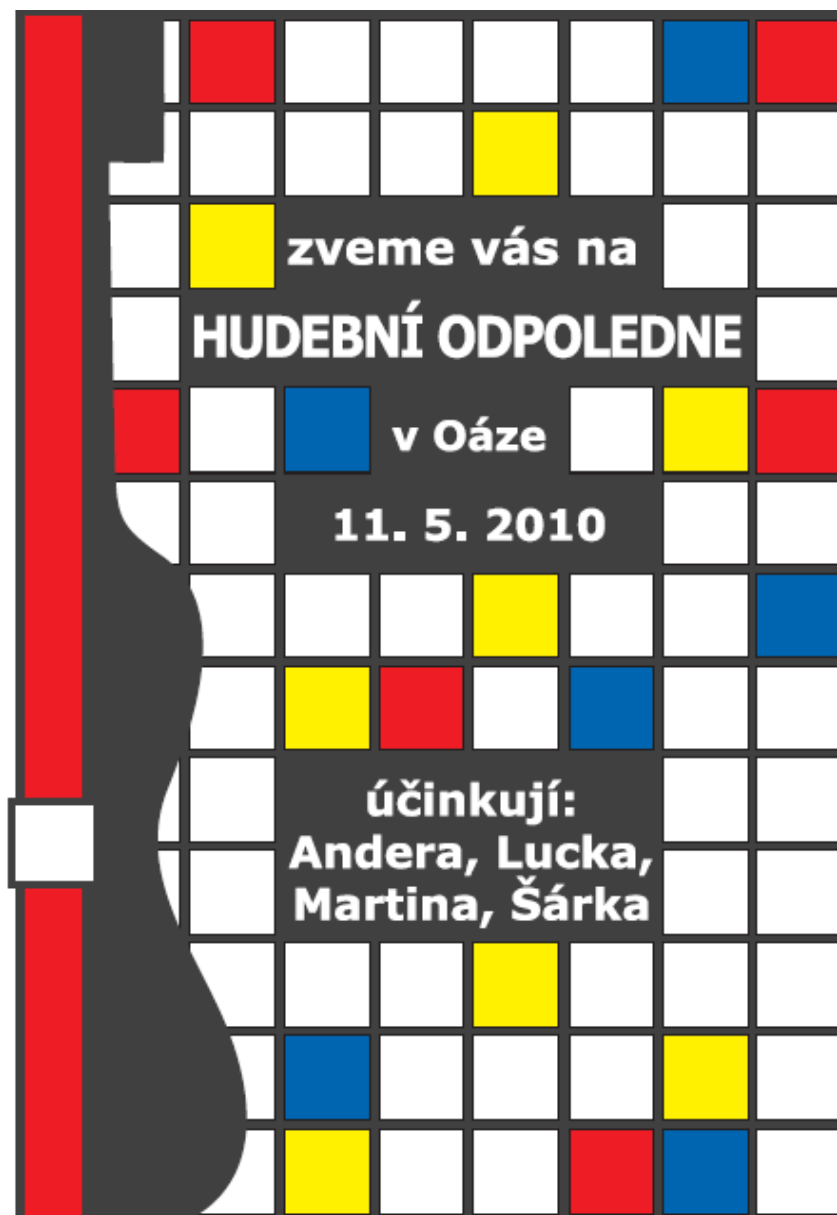 zveme vás na
HUDEBNÍ ODPOLEDNE
v Oáze
11. 5. 2010
účinkují:
Andera, Lucka,
Martina, Šárka